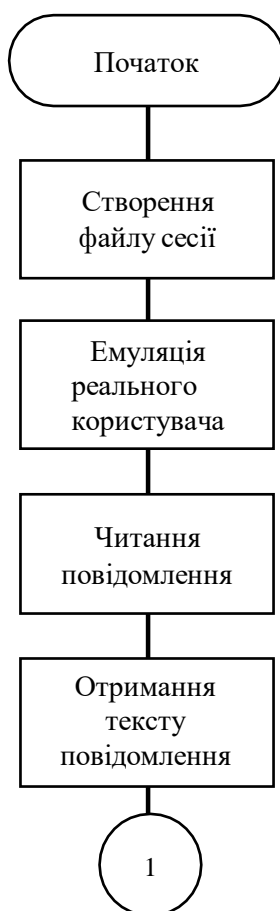 Початок
Створення
файлу сесії
Емуляція
реального
користувача
Читання
повідомлення
Отримання
тексту
повідомлення
1